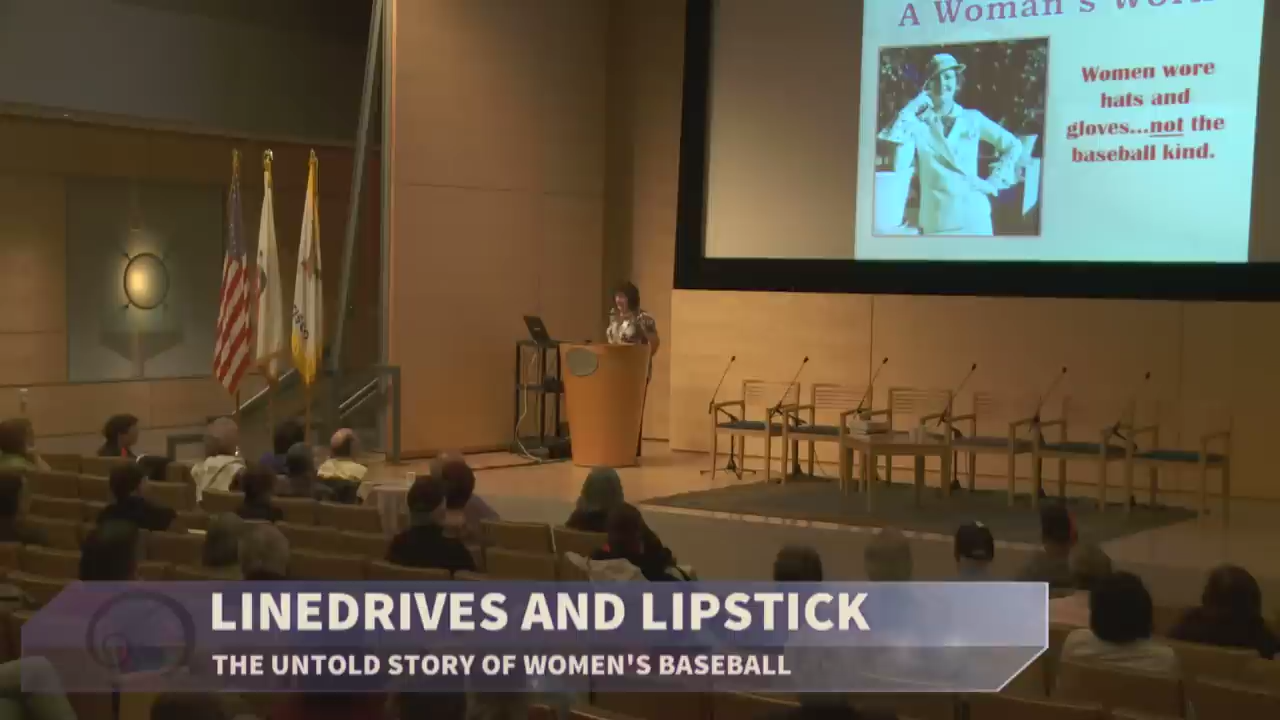 A Woman's
Women wore
hats and
gloves...not the
baseball kind.
LINEDRIVES AND LIPSTICK
THE UNTOLD STORY OF WOMEN'S BASEBALL